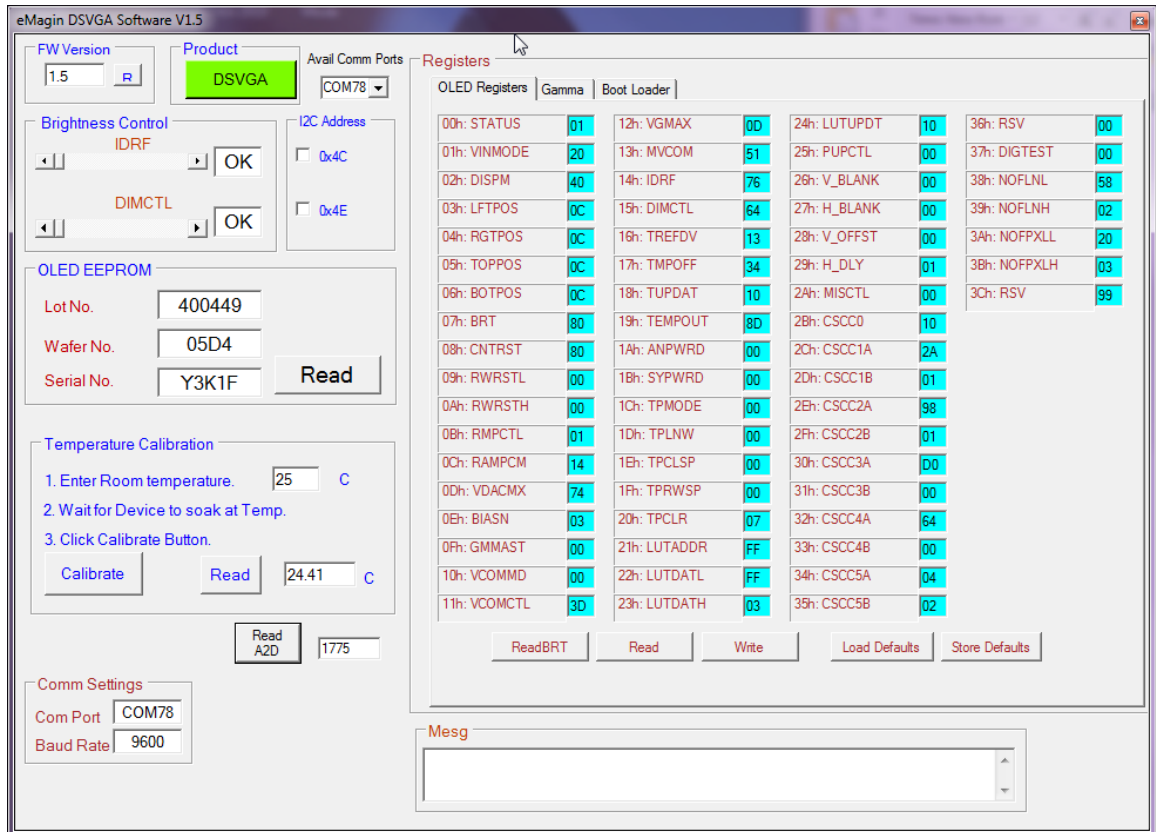 eMagin DSVGA Software V1.5
FW Version
1.5 R
Product
DSVGA
Avail Comm Ports
COM78
Brightness Control
IDRF
OK
DIMCTL
OK
I2C Address
0x4C
0x4E
OLED EEPROM
Lot No. 400449
Wafer No. 05D4
Serial No. Y3K1F
Read
Temperature Calibration
1. Enter Room temperature. 25 C
2. Wait for Device to soak at Temp.
3. Click Calibrate Button.
Calibrate Read 24.41 C
Read
A2D
1775
Comm Settings
Com Port COM78
Baud Rate 9600
Registers
OLED Registers Gamma Boot Loader
00h: STATUS 01 12h: VGMAX 0D 24h: LUTUPDT 10 36h: RSV 00
01h: VINMODE 20 13h: MVCOM 51 25h: PUPCTL 00 37h: DIGTEST 00
02h: DISPM 40 14h: IDRF 76 26h: V_BLANK 00 38h: NOFLNL 58
03h: LFTPOS 0C 15h: DIMCTL 64 27h: H_BLANK 00 39h: NOFLNH 02
04h: RGTPOS 0C 16h: TREFDV 13 28h: V_OFFST 00 3Ah: NOFPXLL 20
05h: TOPPOS 0C 17h: TMPOFF 34 29h: H_DLY 01 3Bh: NOFPXLH 03
06h: BOTPOS 0C 18h: TUPDAT 10 2Ah: MISCTL 00 3Ch: RSV 99
07h: BRT 80 19h: TEMPOUT 8D 2Bh: CSCC0 10
08h: CNTRST 80 1Ah: ANPWRD 00 2Ch: CSCC1A 2A
09h: RWRSTL 00 1Bh: SYPWRD 00 2Dh: CSCC1B 01
0Ah: RWRSTH 00 1Ch: TPMODE 00 2Eh: CSCC2A 98
0Bh: RMPCTL 01 1Dh: TPLNW 00 2Fh: CSCC2B 01
0Ch: RAMPCM 14 1Eh: TPCLSP 00 30h: CSCC3A D0
0Dh: VDACMX 74 1Fh: TPRWSP 00 31h: CSCC3B 00
0Eh: BIASN 03 20h: TPCLR 07 32h: CSCC4A 64
0Fh: GMMAST 00 21h: LUTADDR FF 33h: CSCC4B 00
10h: VCOMMD 00 22h: LUTDATL FF 34h: CSCC5A 04
11h: VCOMCTL 3D 23h: LUTDATH 03 35h: CSCC5B 02
ReadBRT Read Write Load Defaults Store Defaults
Mesg